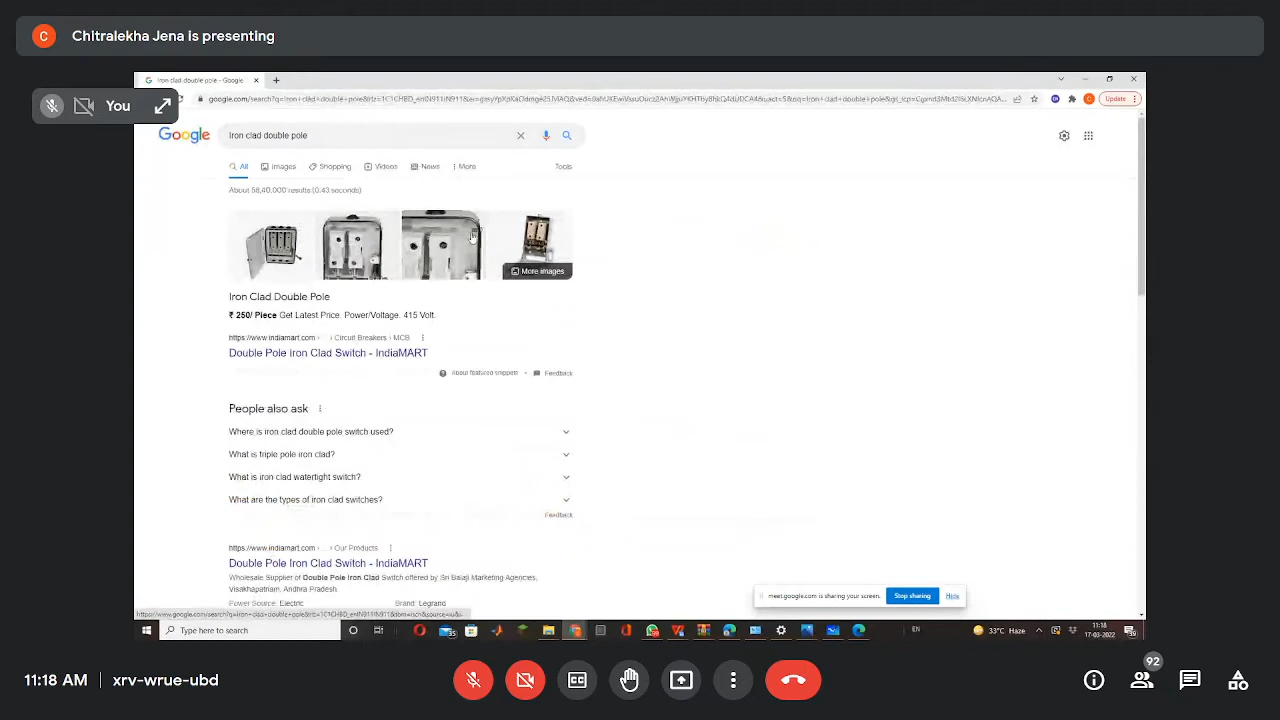 C Chitralekha Jena is presenting
Iron clad double pole - Google
You
Update
Google
Iron clad double pole
All Images Shopping Videos News More Tools
About 58,40,000 results (0.43 seconds)
More images
Iron Clad Double Pole
₹ 250/ Piece Get Latest Price. Power/Voltage. 415 Volt.
https://www.indiamart.com › Circuit Breakers › MCB
Double Pole Iron Clad Switch - IndiaMART
About featured snippets • Feedback
People also ask
Where is iron clad double pole switch used?
What is triple pole iron clad?
What is iron clad watertight switch?
What are the types of iron clad switches?
Feedback
https://www.indiamart.com › ... › Our Products
Double Pole Iron Clad Switch - IndiaMART
Wholesale Supplier of Double Pole Iron Clad Switch offered by Sri Balaji Marketing Agencies,
Visakhapatnam, Andhra Pradesh.
Power Source: Electric Brand: Legrand
meet.google.com is sharing your screen. Stop sharing Hide
Type here to search
EN
33°C Haze
11:18
17-03-2022
11:18 AM | xrv-wrue-ubd
92